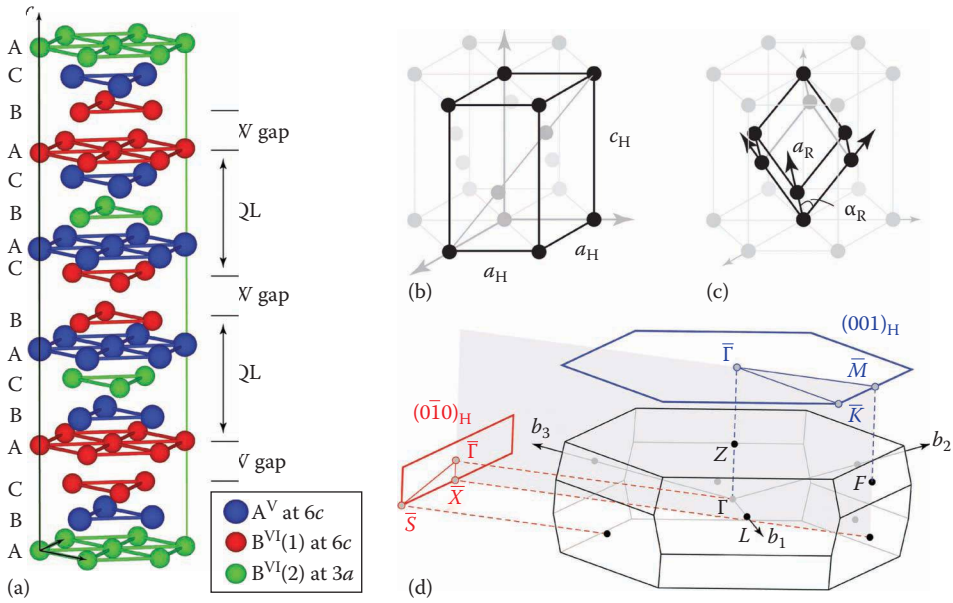 c
A
C
B
gap
A
C
B QL
A
C
gap
B
A
C QL
B
A
gap
C
B
A
A^V at 6c
B^VI(1) at 6c
B^VI(2) at 3a
(a)
c_H
a_H
a_H
(b)
a_R
α_R
(c)
(001)_H
Γ̄
M̄
K̄
(01̄0)_H
Γ̄
X̄
S̄
b_3
b_2
Z
F
Γ
L
b_1
(d)